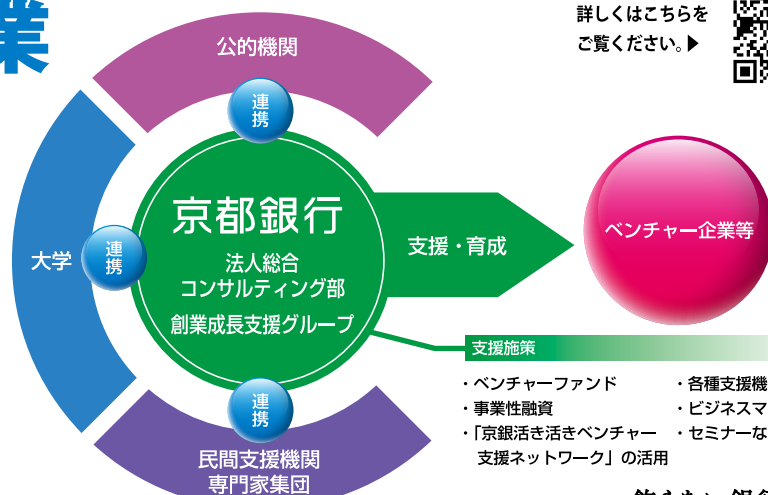 業
詳しくはこちらを
ご覧ください。▶
公的機関
連携
京都銀行
法人総合
コンサルティング部
創業成長支援グループ
大学
連携
支援・育成
ベンチャー企業等
連携
民間支援機関
専門家集団
支援施策
・ベンチャーファンド
・事業性融資
・「京銀活き活きベンチャー
支援ネットワーク」の活用
・各種支援機
・ビジネスマ
・セミナーな